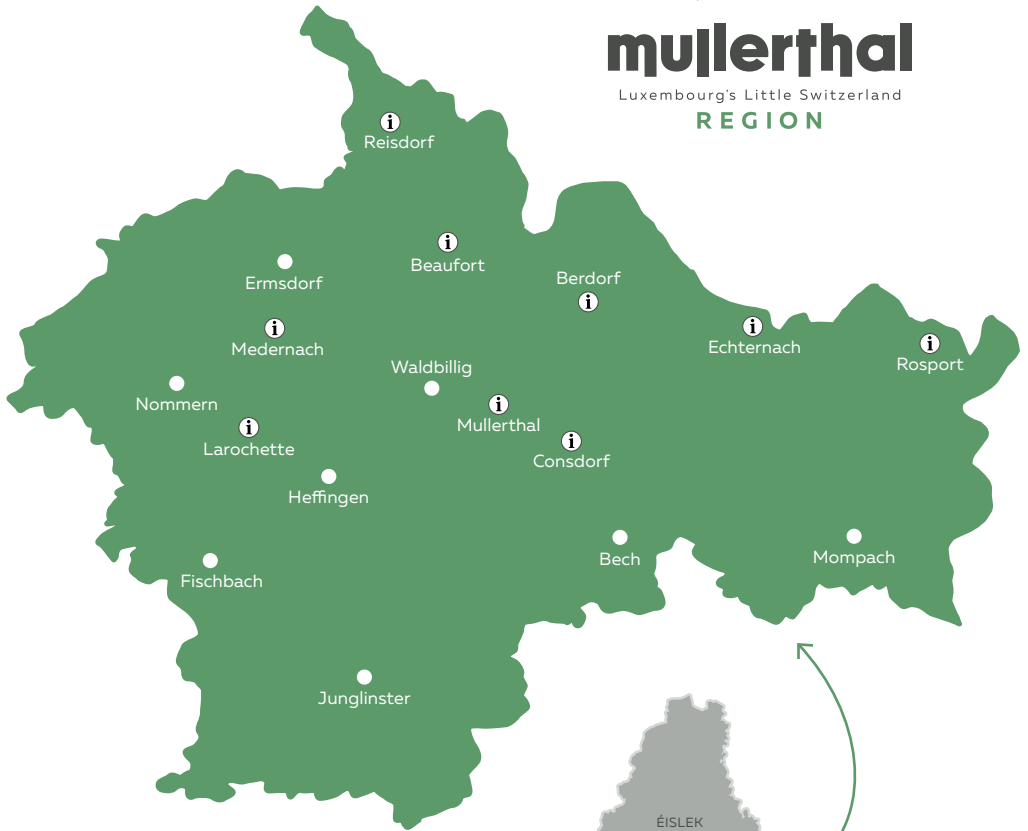 mullerthal
Luxembourg's Little Switzerland
REGION
i
Reisdorf
i
Beaufort
Ermsdorf
Berdorf
i
i
Medernach
i
Echternach
i
Rosport
Waldbillig
Nommern
i
Mullerthal
i
Larochette
i
Consdorf
Heffingen
Bech
Mompach
Fischbach
Junglinster
ÉISLEK